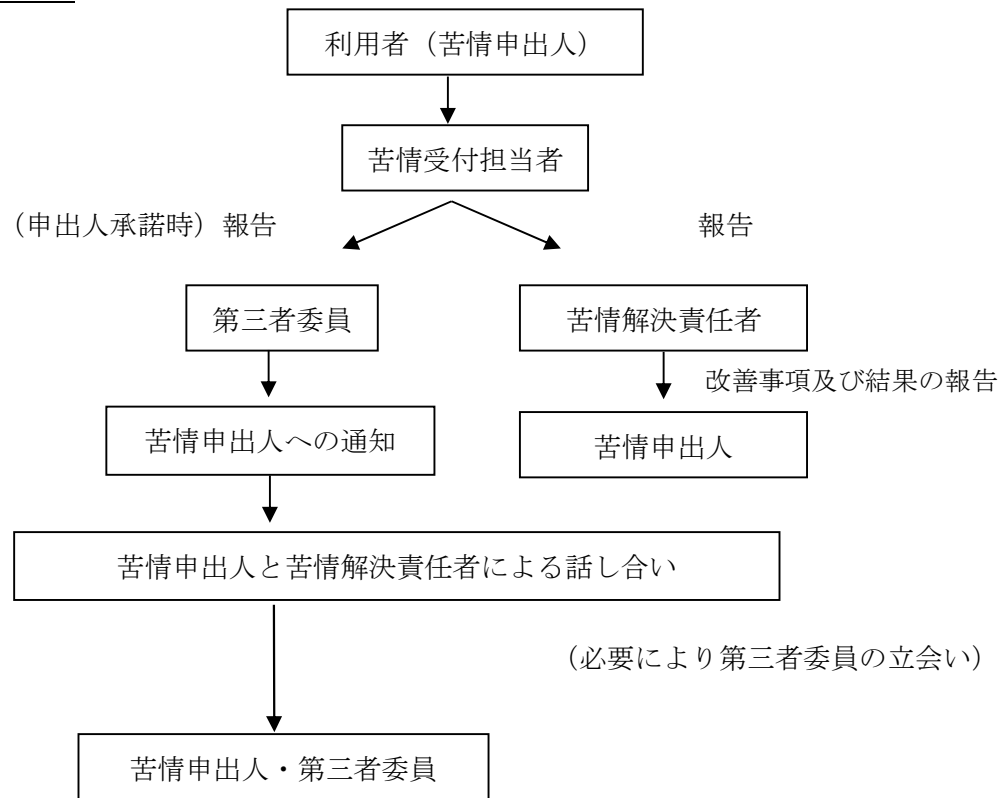 利用者（苦情申出人）
苦情受付担当者
（申出人承諾時）報告
報告
第三者委員
苦情解決責任者
改善事項及び結果の報告
苦情申出人への通知
苦情申出人
苦情申出人と苦情解決責任者による話し合い
（必要により第三者委員の立会い）
苦情申出人・第三者委員